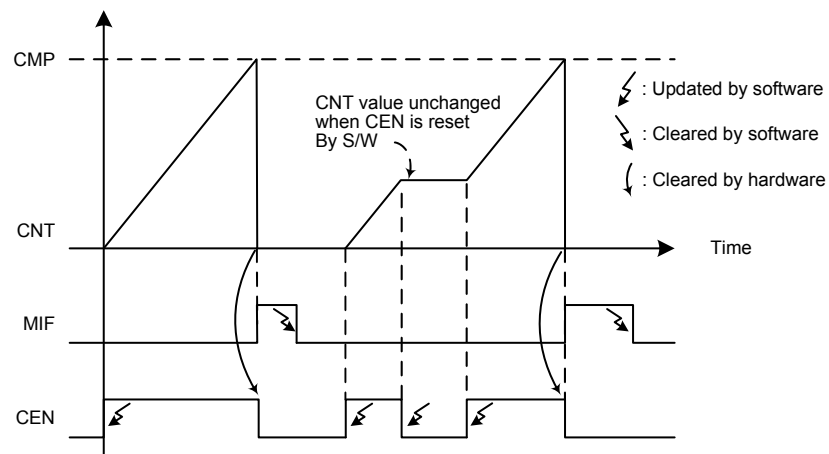 CMP
CNT value unchanged
when CEN is reset
By S/W
: Updated by software
: Cleared by software
: Cleared by hardware
CNT
Time
MIF
CEN